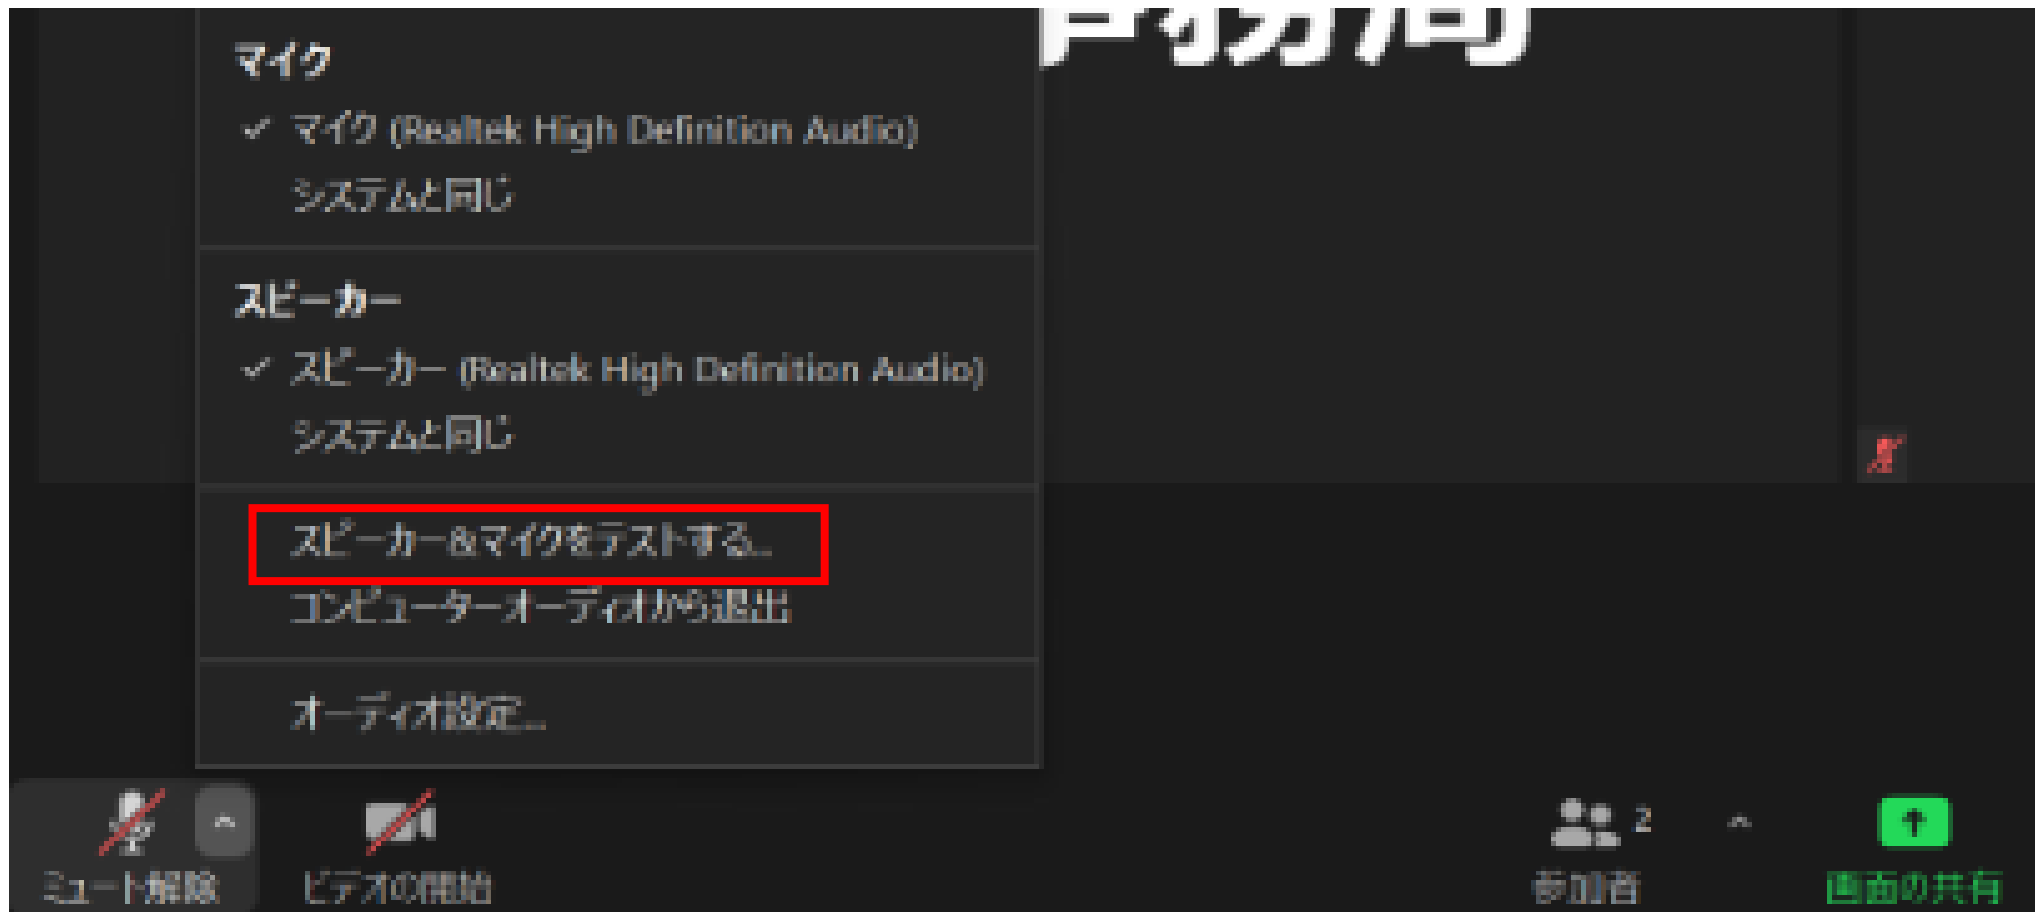 務局
マイク
✓ マイク (Realtek High Definition Audio)
システムと同じ
スピーカー
✓ スピーカー (Realtek High Definition Audio)
システムと同じ
スピーカー&マイクをテストする...
コンピューターオーディオから退出
オーディオ設定...
ミュート解除
ビデオの開始
2
参加者
画面の共有